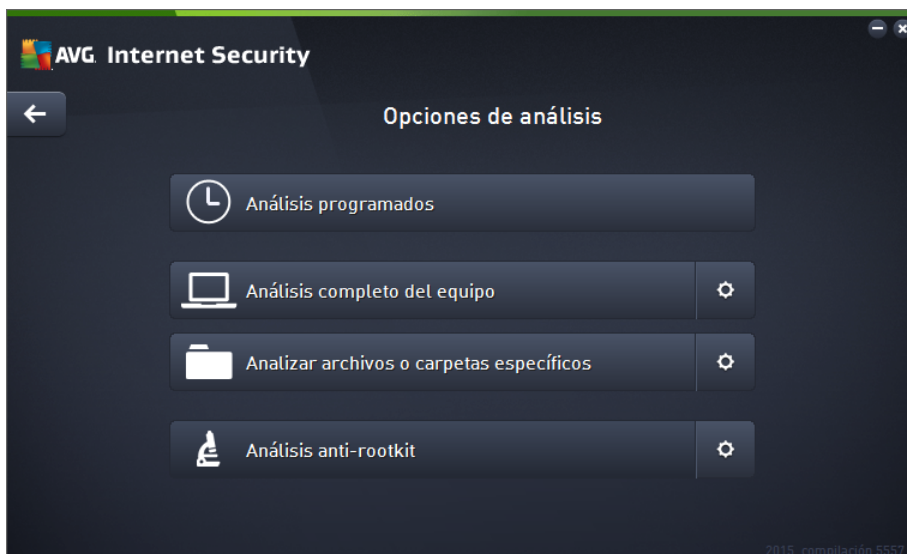 AVG. Internet Security
Opciones de análisis
Análisis programados
Análisis completo del equipo
Analizar archivos o carpetas específicos
Análisis anti-rootkit
2015, compilación 5557